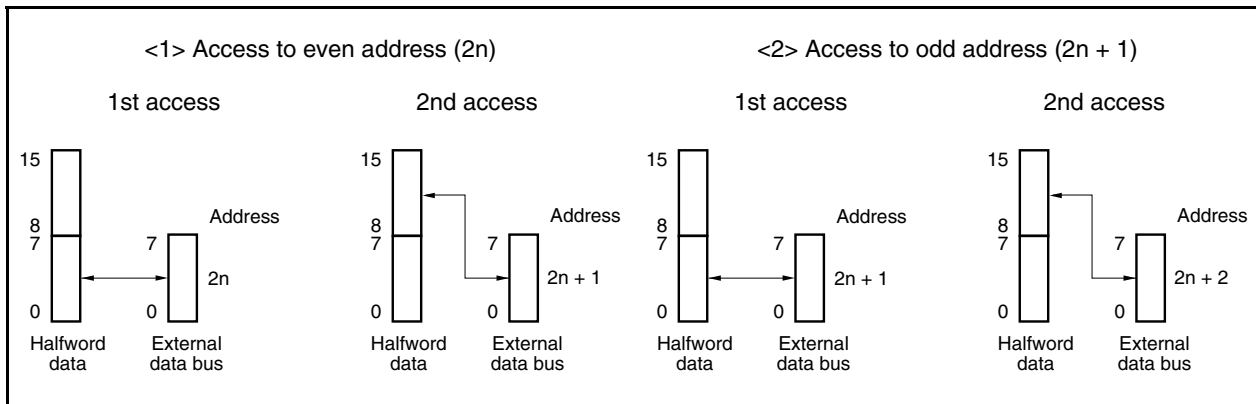 <1> Access to even address (2n)
1st access
15
8
7
0
Halfword
data
Address
7
2n
0
External
data bus
2nd access
15
8
7
0
Halfword
data
Address
7
2n + 1
0
External
data bus
<2> Access to odd address (2n + 1)
1st access
15
8
7
0
Halfword
data
Address
7
2n + 1
0
External
data bus
2nd access
15
8
7
0
Halfword
data
Address
7
2n + 2
0
External
data bus